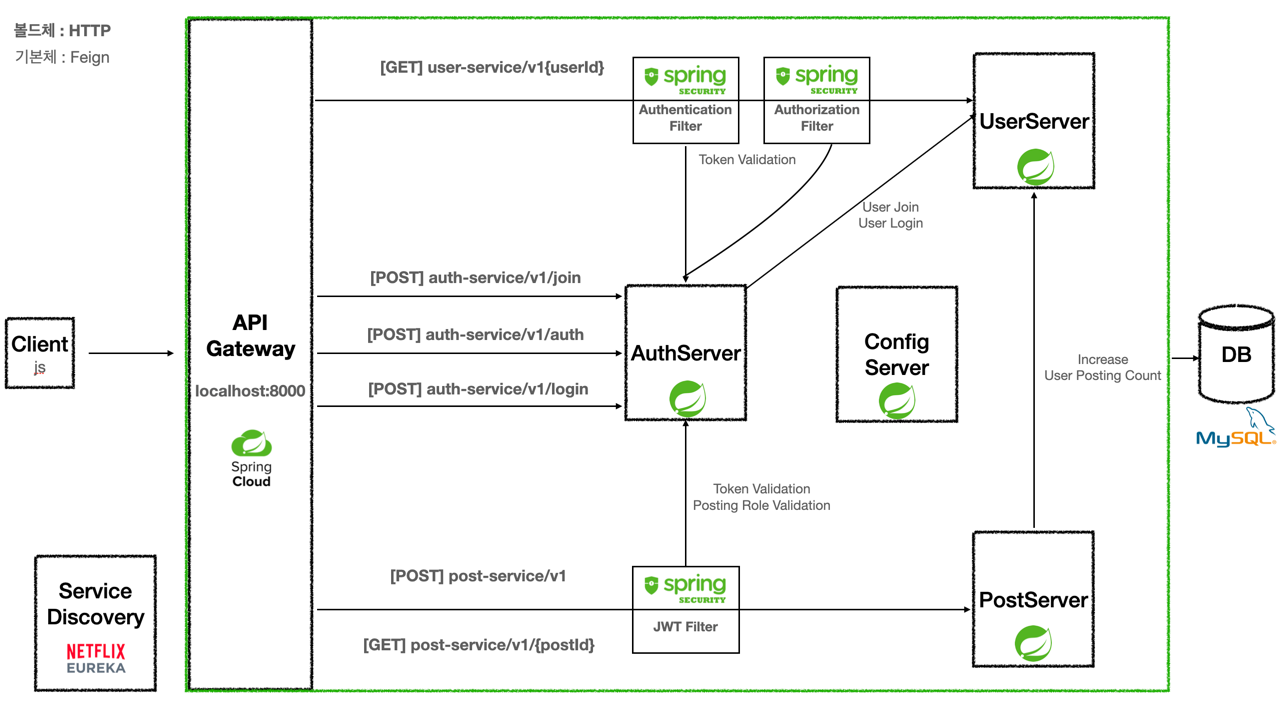 볼드체 : HTTP
기본체 : Feign
[GET] user-service/v1{userId}
spring
SECURITY
Authentication
Filter
spring
SECURITY
Authorization
Filter
UserServer
Token Validation
User Join
User Login
[POST] auth-service/v1/join
[POST] auth-service/v1/auth
[POST] auth-service/v1/login
Client
js
API
Gateway
localhost:8000
Spring
Cloud
AuthServer
Config
Server
Increase
User Posting Count
DB
MySQL®
Token Validation
Posting Role Validation
Service
Discovery
NETFLIX
EUREKA
[POST] post-service/v1
[GET] post-service/v1/{postId}
spring
SECURITY
JWT Filter
PostServer